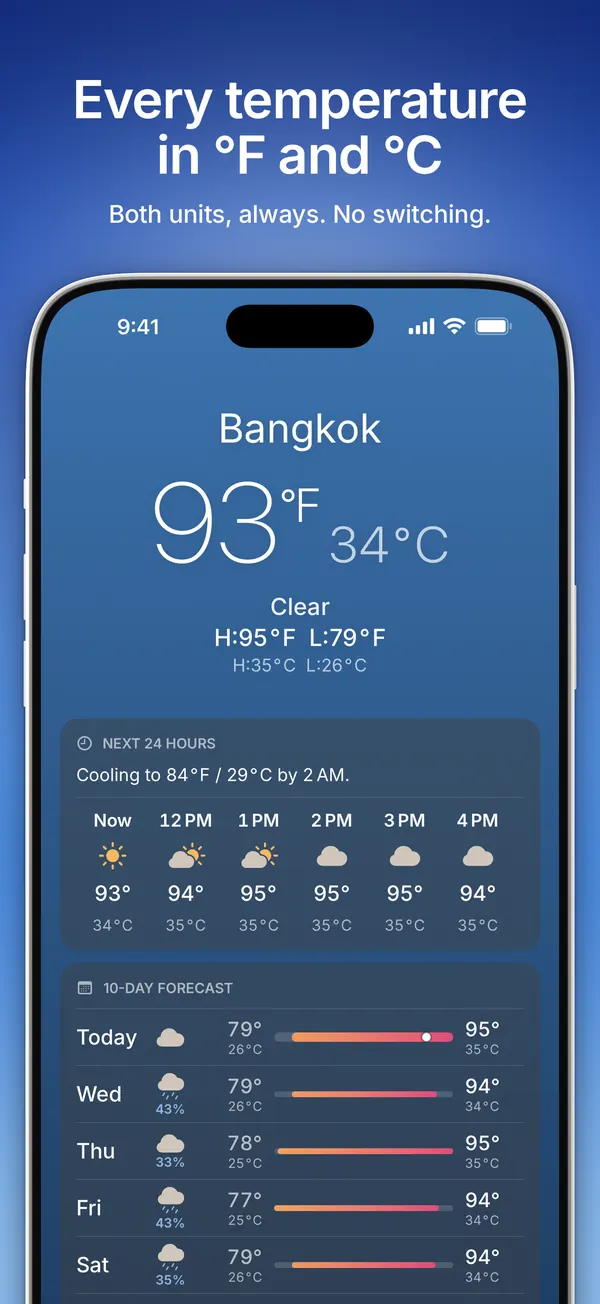 Every temperature
in °F and °C
Both units, always. No switching.
9:41
Bangkok
93°F 34°C
Clear
H:95°F L:79°F
H:35°C L:26°C
NEXT 24 HOURS
Cooling to 84°F / 29°C by 2 AM.
Now 12 PM 1 PM 2 PM 3 PM 4 PM
93° 94° 95° 95° 95° 94°
34°C 35°C 35°C 35°C 35°C 35°C
10-DAY FORECAST
Today 79° 95°
26°C 35°C
Wed 79° 94°
43% 26°C 34°C
Thu 78° 95°
33% 25°C 35°C
Fri 77° 94°
43% 25°C 34°C
Sat 79° 94°
35% 26°C 34°C